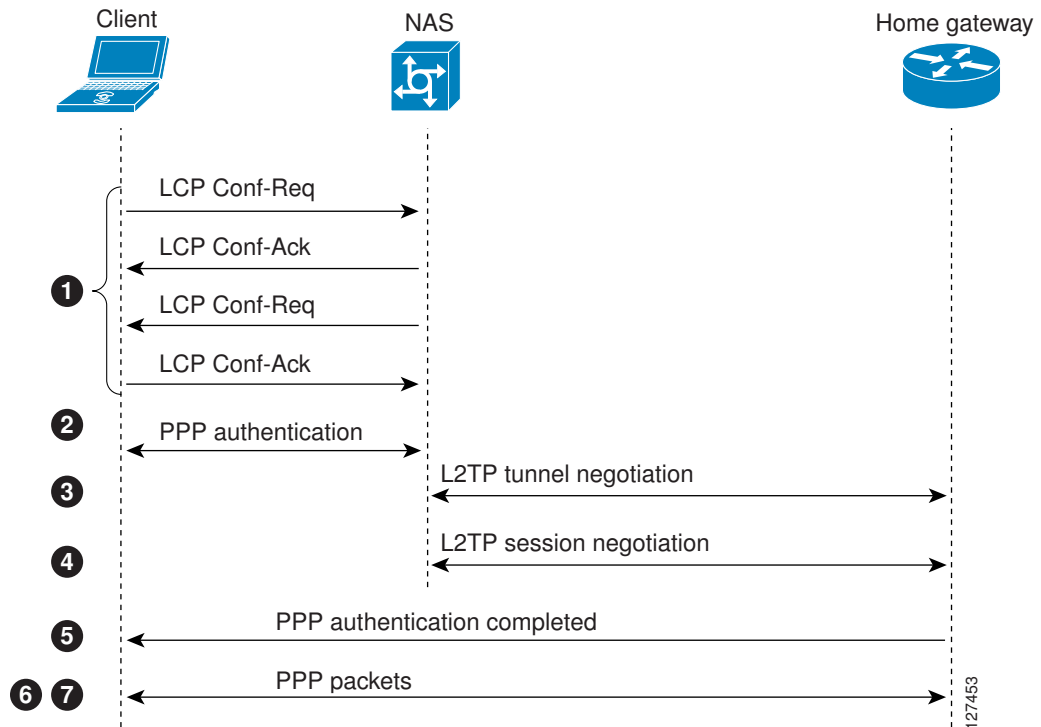 Client
NAS
Home gateway
LCP Conf-Req
LCP Conf-Ack
1
LCP Conf-Req
LCP Conf-Ack
2
PPP authentication
3
L2TP tunnel negotiation
4
L2TP session negotiation
5
PPP authentication completed
6 7
PPP packets
127453